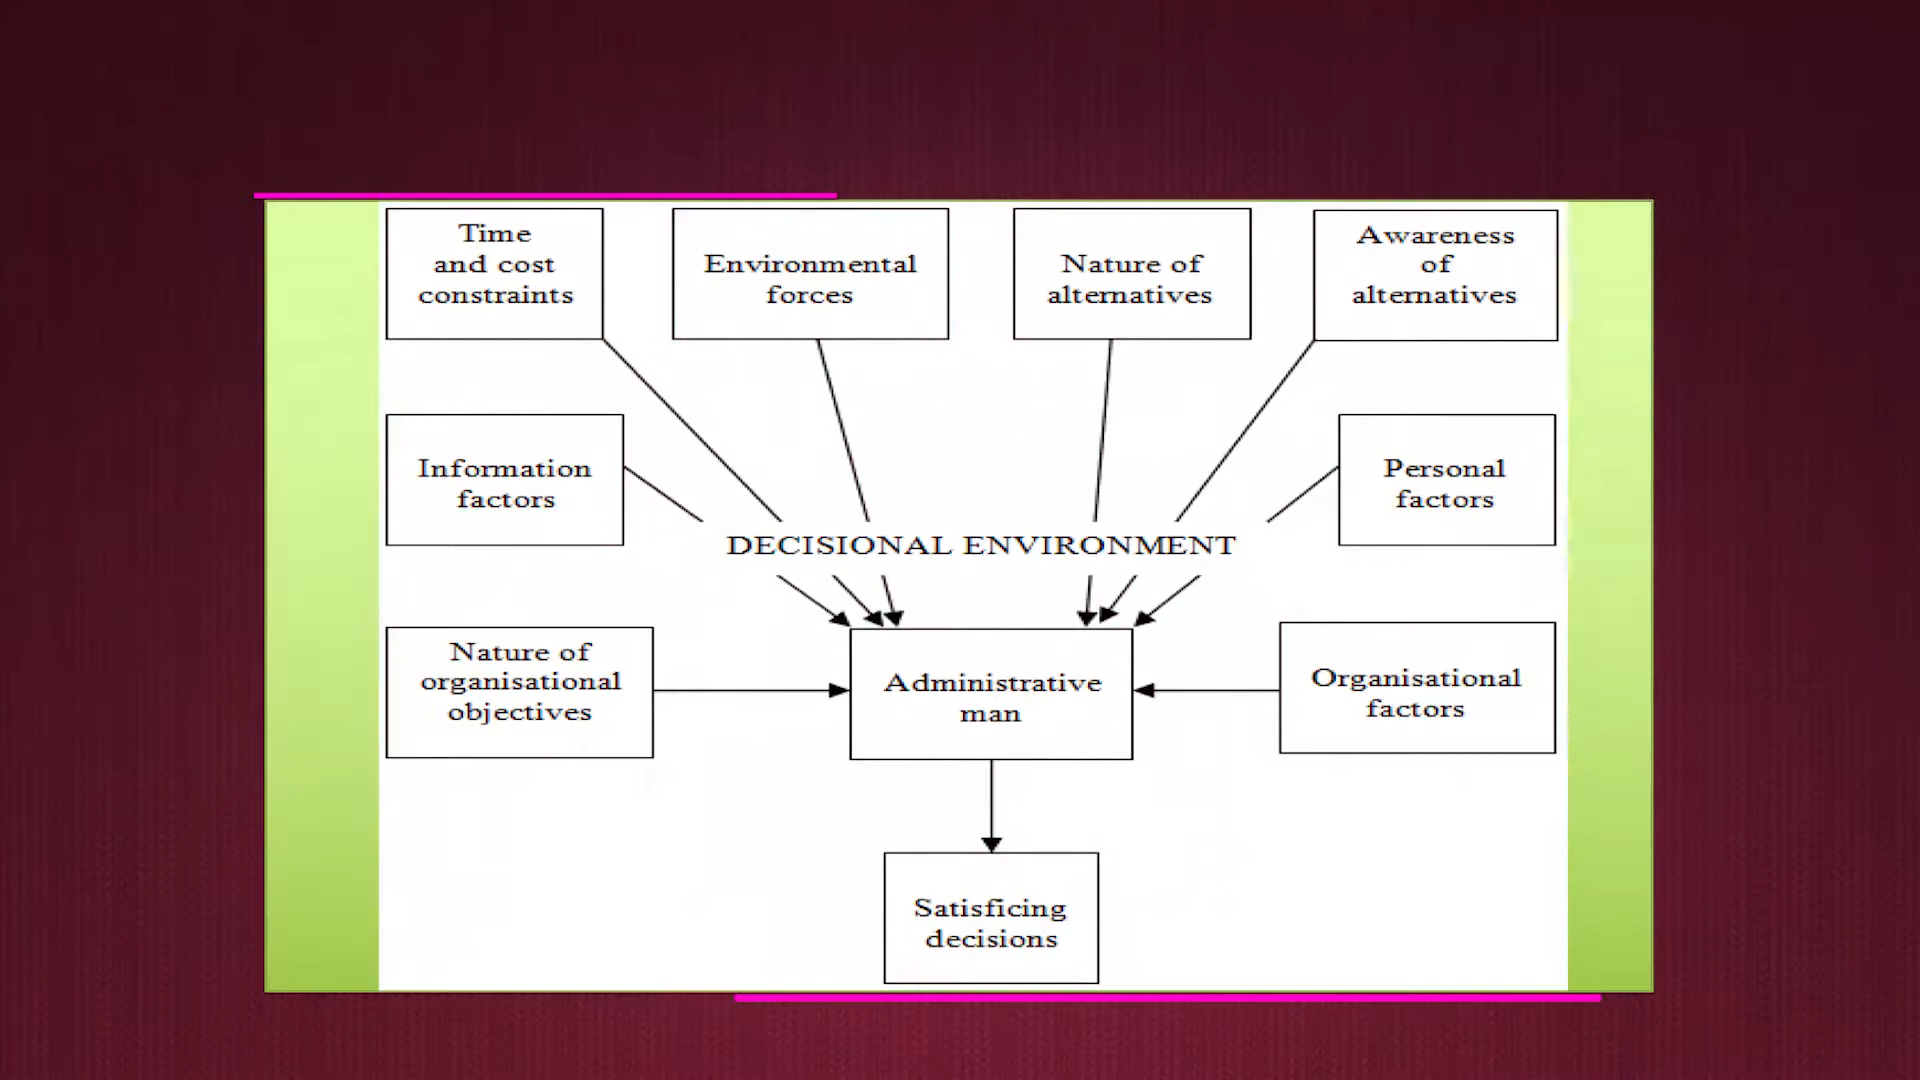 Time
and cost
constraints
Environmental
forces
Nature of
alternatives
Awareness
of
alternatives
Information
factors
Personal
factors
DECISIONAL ENVIRONMENT
Nature of
organisational
objectives
Administrative
man
Organisational
factors
Satisficing
decisions